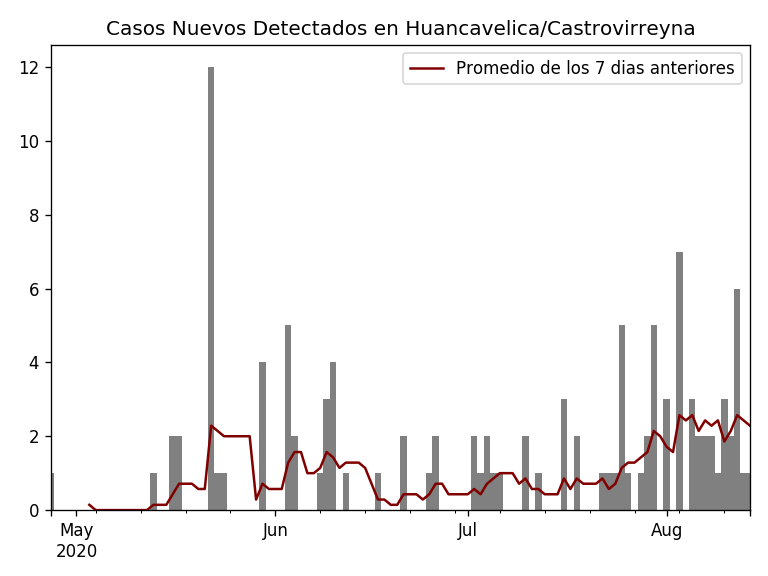 Casos Nuevos Detectados en Huancavelica/Castrovirreyna
Promedio de los 7 dias anteriores
12
10
8
6
4
2
0
May Jun Jul Aug
2020